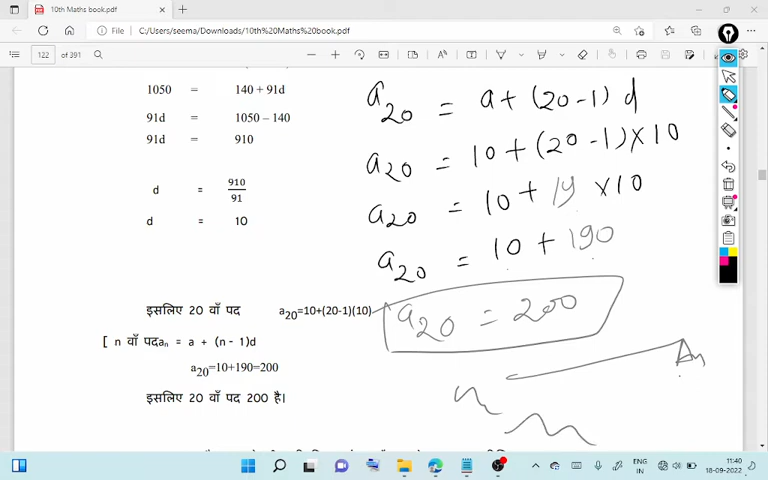 10th Maths book.pdf
File C:/Users/seema/Downloads/10th%20Maths%20book.pdf
122 of 391
1050 = 140 + 91d
91d = 1050 – 140
91d = 910
d = 910/91
d = 10
इसलिए 20 वाँ पद a20=10+(20-1)(10)
[ n वाँ पदaₙ = a + (n - 1)d
a20=10+190=200
इसलिए 20 वाँ पद 200 है।
a20 = a + (20-1) d
a20 = 10 + (20-1)×10
a20 = 10 + 19 ×10
a20 = 10 + 190
a20 = 200
An
ENG
IN
11:40
18-09-2022